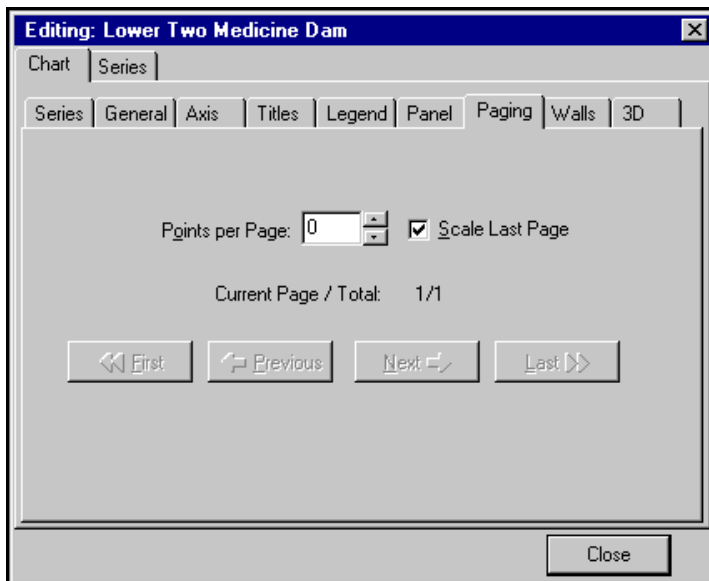 Editing: Lower Two Medicine Dam
Chart Series
Series General Axis Titles Legend Panel Paging Walls 3D
Points per Page: 0 Scale Last Page
Current Page / Total: 1/1
First Previous Next Last
Close